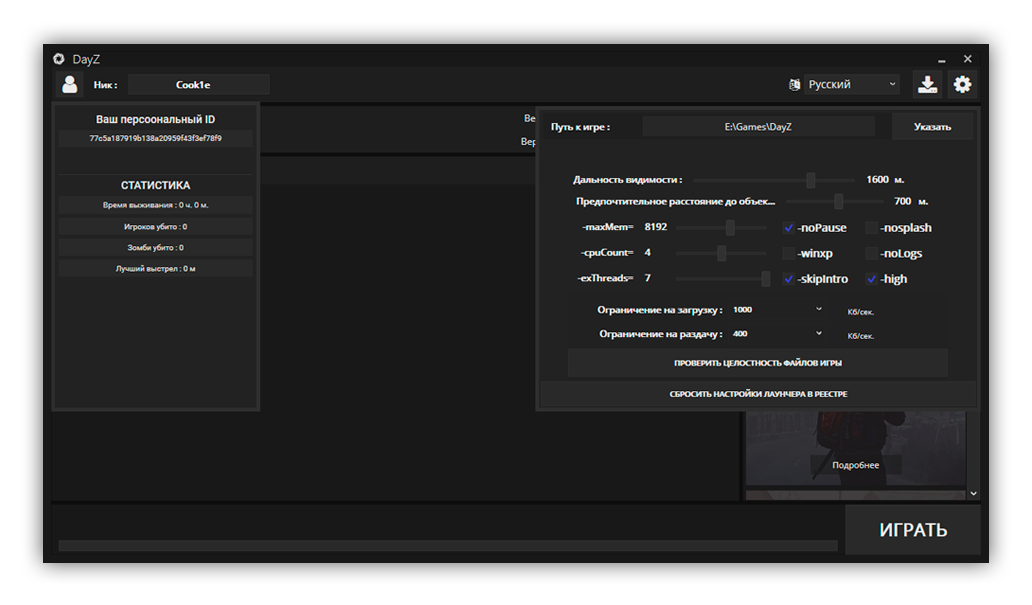 DayZ
Ник : Cook1e Русский
Ваш персоональный ID
77c5a187919b138a20959f43f3ef78f9
СТАТИСТИКА
Время выживания : 0 ч. 0 м.
Игроков убито : 0
Зомби убито : 0
Лучший выстрел : 0 м
Ве
Вер
Путь к игре : E:\Games\DayZ Указать
Дальность видимости : 1600 м.
Предпочтительное расстояние до объек... 700 м.
-maxMem= 8192 -noPause -nosplash
-cpuCount= 4 -winxp -noLogs
-exThreads= 7 -skipIntro -high
Ограничение на загрузку : 1000 Кб/сек.
Ограничение на раздачу : 400 Кб/сек.
ПРОВЕРИТЬ ЦЕЛОСТНОСТЬ ФАЙЛОВ ИГРЫ
СБРОСИТЬ НАСТРОЙКИ ЛАУНЧЕРА В РЕЕСТРЕ
Подробнее
ИГРАТЬ